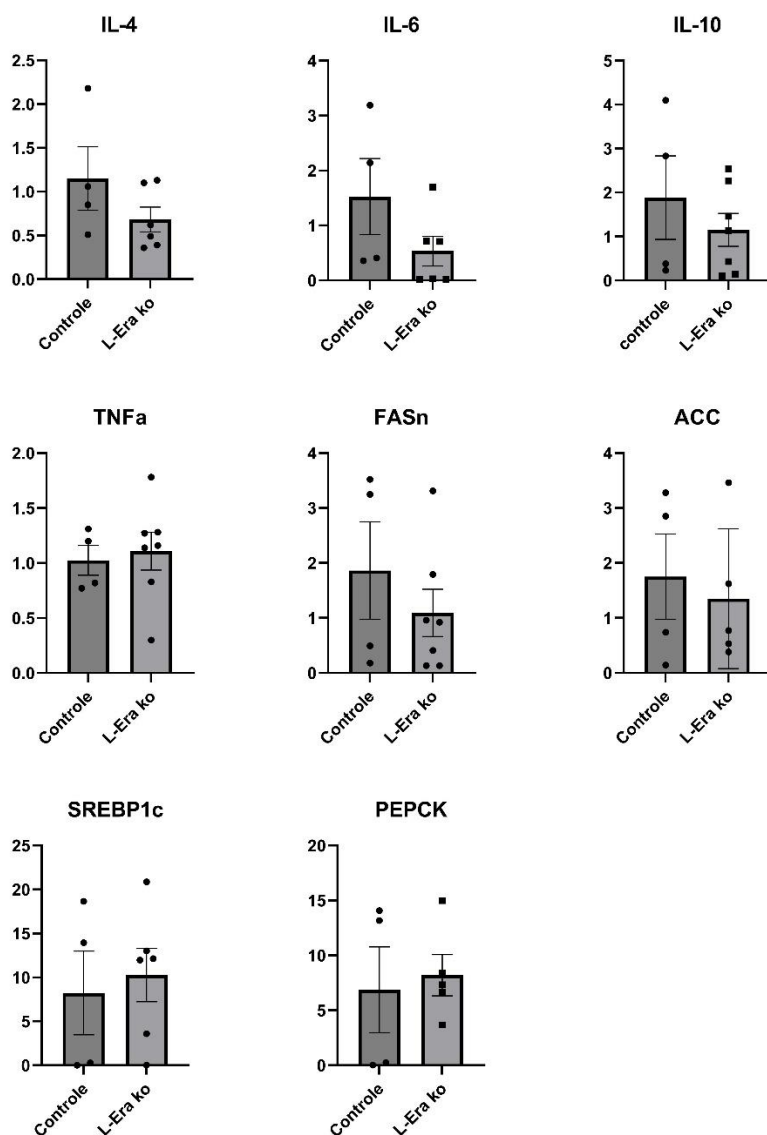 IL-4
2.5
2.0
1.5
1.0
0.5
0.0
Controle
L-Era ko
IL-6
4
3
2
1
0
Controle
L-Era ko
IL-10
5
4
3
2
1
0
controle
L-Era ko
TNFa
2.0
1.5
1.0
0.5
0.0
Controle
L-Era ko
FASn
4
3
2
1
0
Controle
L-Era ko
ACC
4
3
2
1
0
Controle
L-Era ko
SREBP1c
25
20
15
10
5
0
Controle
L-Era ko
PEPCK
20
15
10
5
0
Controle
L-Era ko